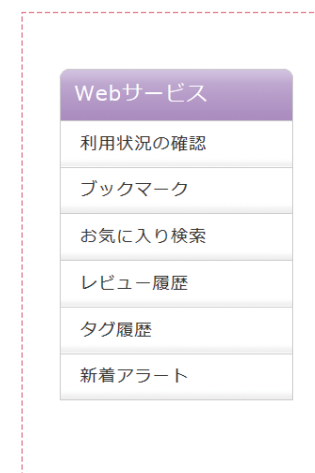 Webサービス
利用状況の確認
ブックマーク
お気に入り検索
レビュー履歴
タグ履歴
新着アラート